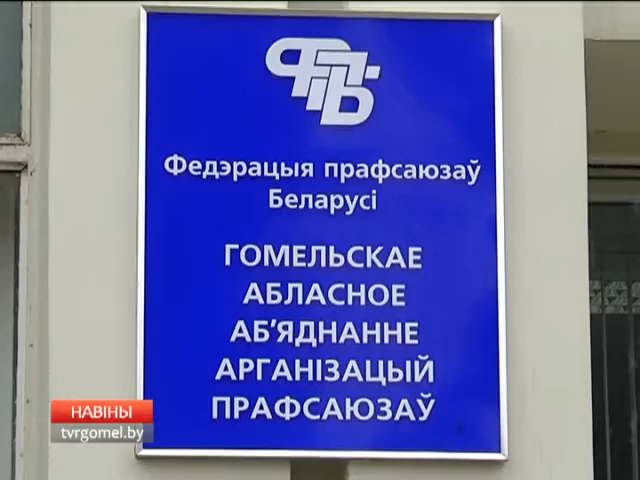 ФПБ
Федэрацыя прафсаюзаў
Беларусі
ГОМЕЛЬСКАЕ
АБЛАСНОЕ
АБ’ЯДНАННЕ
АРГАНІЗАЦЫЙ
ПРАФСАЮЗАЎ
НАВІНЫ
tvrgomel.by